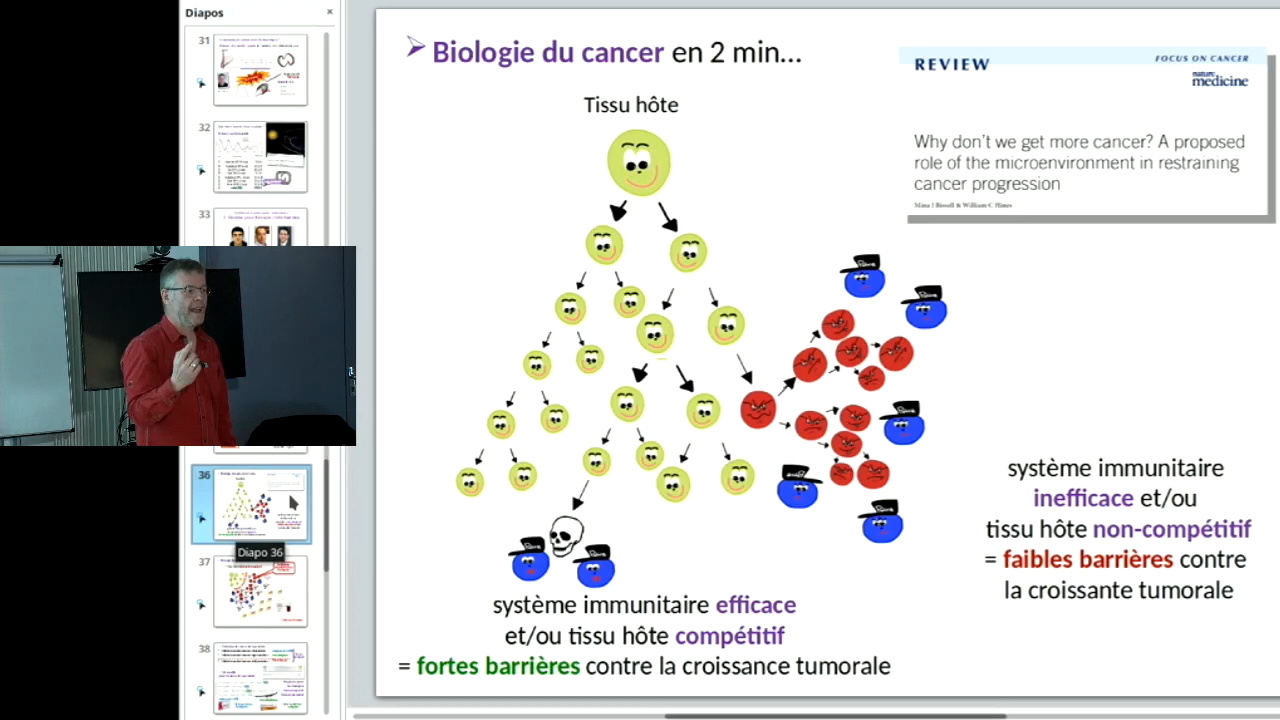 Diapos
31
32
33
36
Diapo 36
37
38
Biologie du cancer en 2 min...
Tissu hôte
REVIEW
FOCUS ON CANCER
nature
medicine
Why don't we get more cancer? A proposed
role of the microenvironment in restraining
cancer progression
Mina J Bissell & William C Hines
système immunitaire
inefficace et/ou
tissu hôte non-compétitif
= faibles barrières contre
la croissante tumorale
système immunitaire efficace
et/ou tissu hôte compétitif
= fortes barrières contre la croissance tumorale